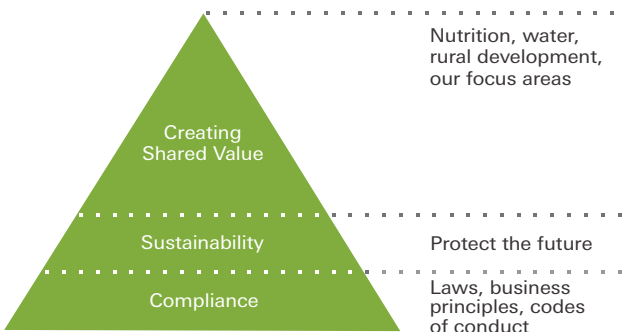 Nutrition, water,
rural development,
our focus areas
Creating
Shared Value
Sustainability
Protect the future
Compliance
Laws, business
principles, codes
of conduct